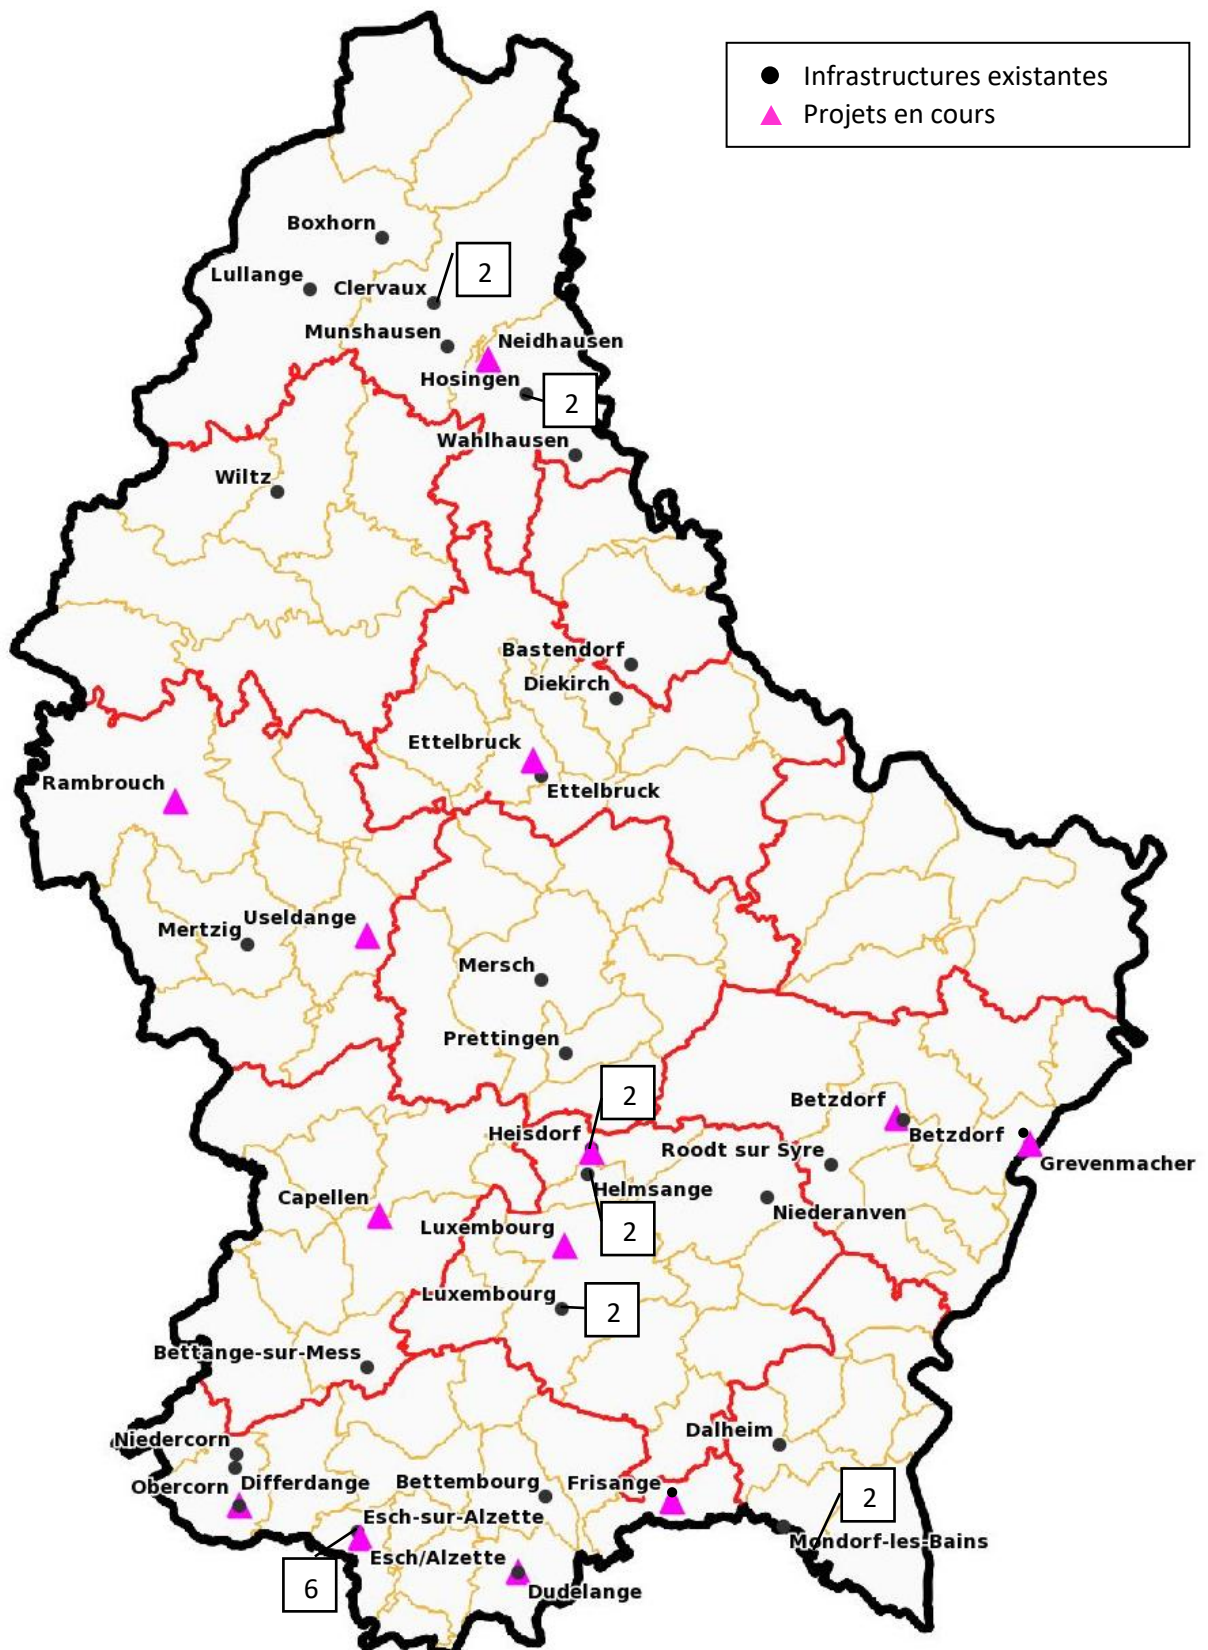 Infrastructures existantes
Projets en cours
Boxhorn
Lullange
2
Clervaux
Munshausen
Neidhausen
Hosingen
2
Wahlhausen
Wiltz
Bastendorf
Diekirch
Ettelbruck
Rambrouch
Ettelbruck
Useldange
Mertzig
Mersch
Prettingen
2
Betzdorf
Heisdorf
Betzdorf
Roodt sur Syre
Grevenmacher
Helmsange
Capellen
Niederanven
Luxembourg
2
Luxembourg
2
Bettange-sur-Mess
Dalheim
Niedercorn
Obercorn
Differdange
Bettembourg
Frisange
2
Esch-sur-Alzette
Mondorf-les-Bains
Esch/Alzette
6
Dudelange